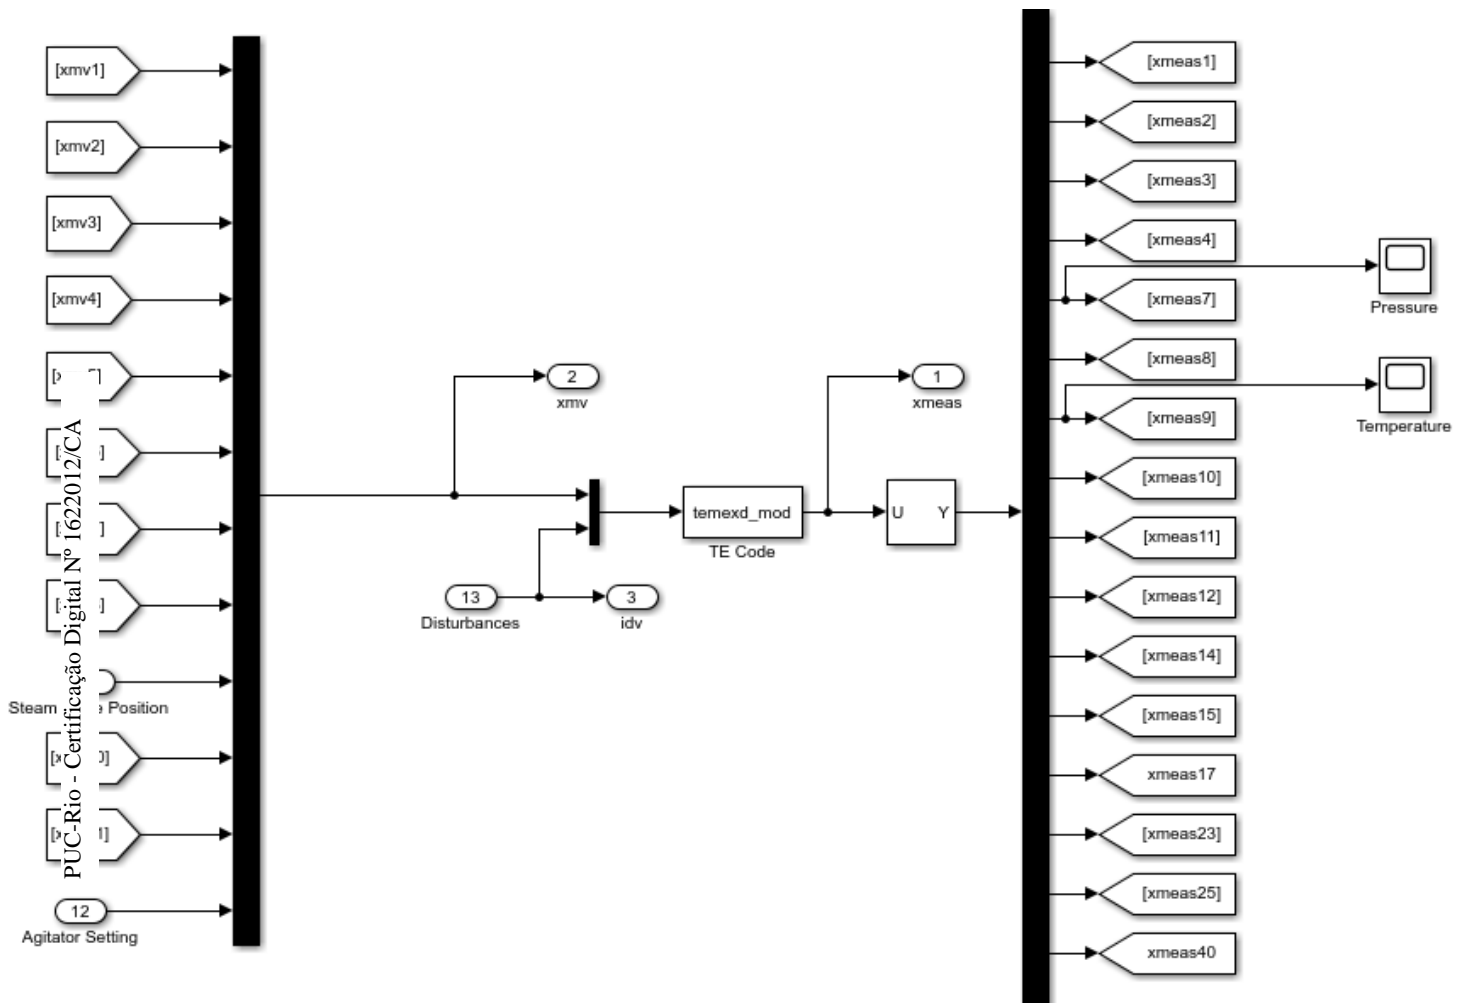 [xmv1]
[xmv2]
[xmv3]
[xmv4]
Steam Position
12
Agitator Setting
PUC-Rio - Certificação Digital Nº 1622012/CA
2
xmv
13
Disturbances
3
idv
temexd_mod
TE Code
1
xmeas
U Y
[xmeas1]
[xmeas2]
[xmeas3]
[xmeas4]
[xmeas7]
[xmeas8]
[xmeas9]
[xmeas10]
[xmeas11]
[xmeas12]
[xmeas14]
[xmeas15]
xmeas17
[xmeas23]
[xmeas25]
xmeas40
Pressure
Temperature